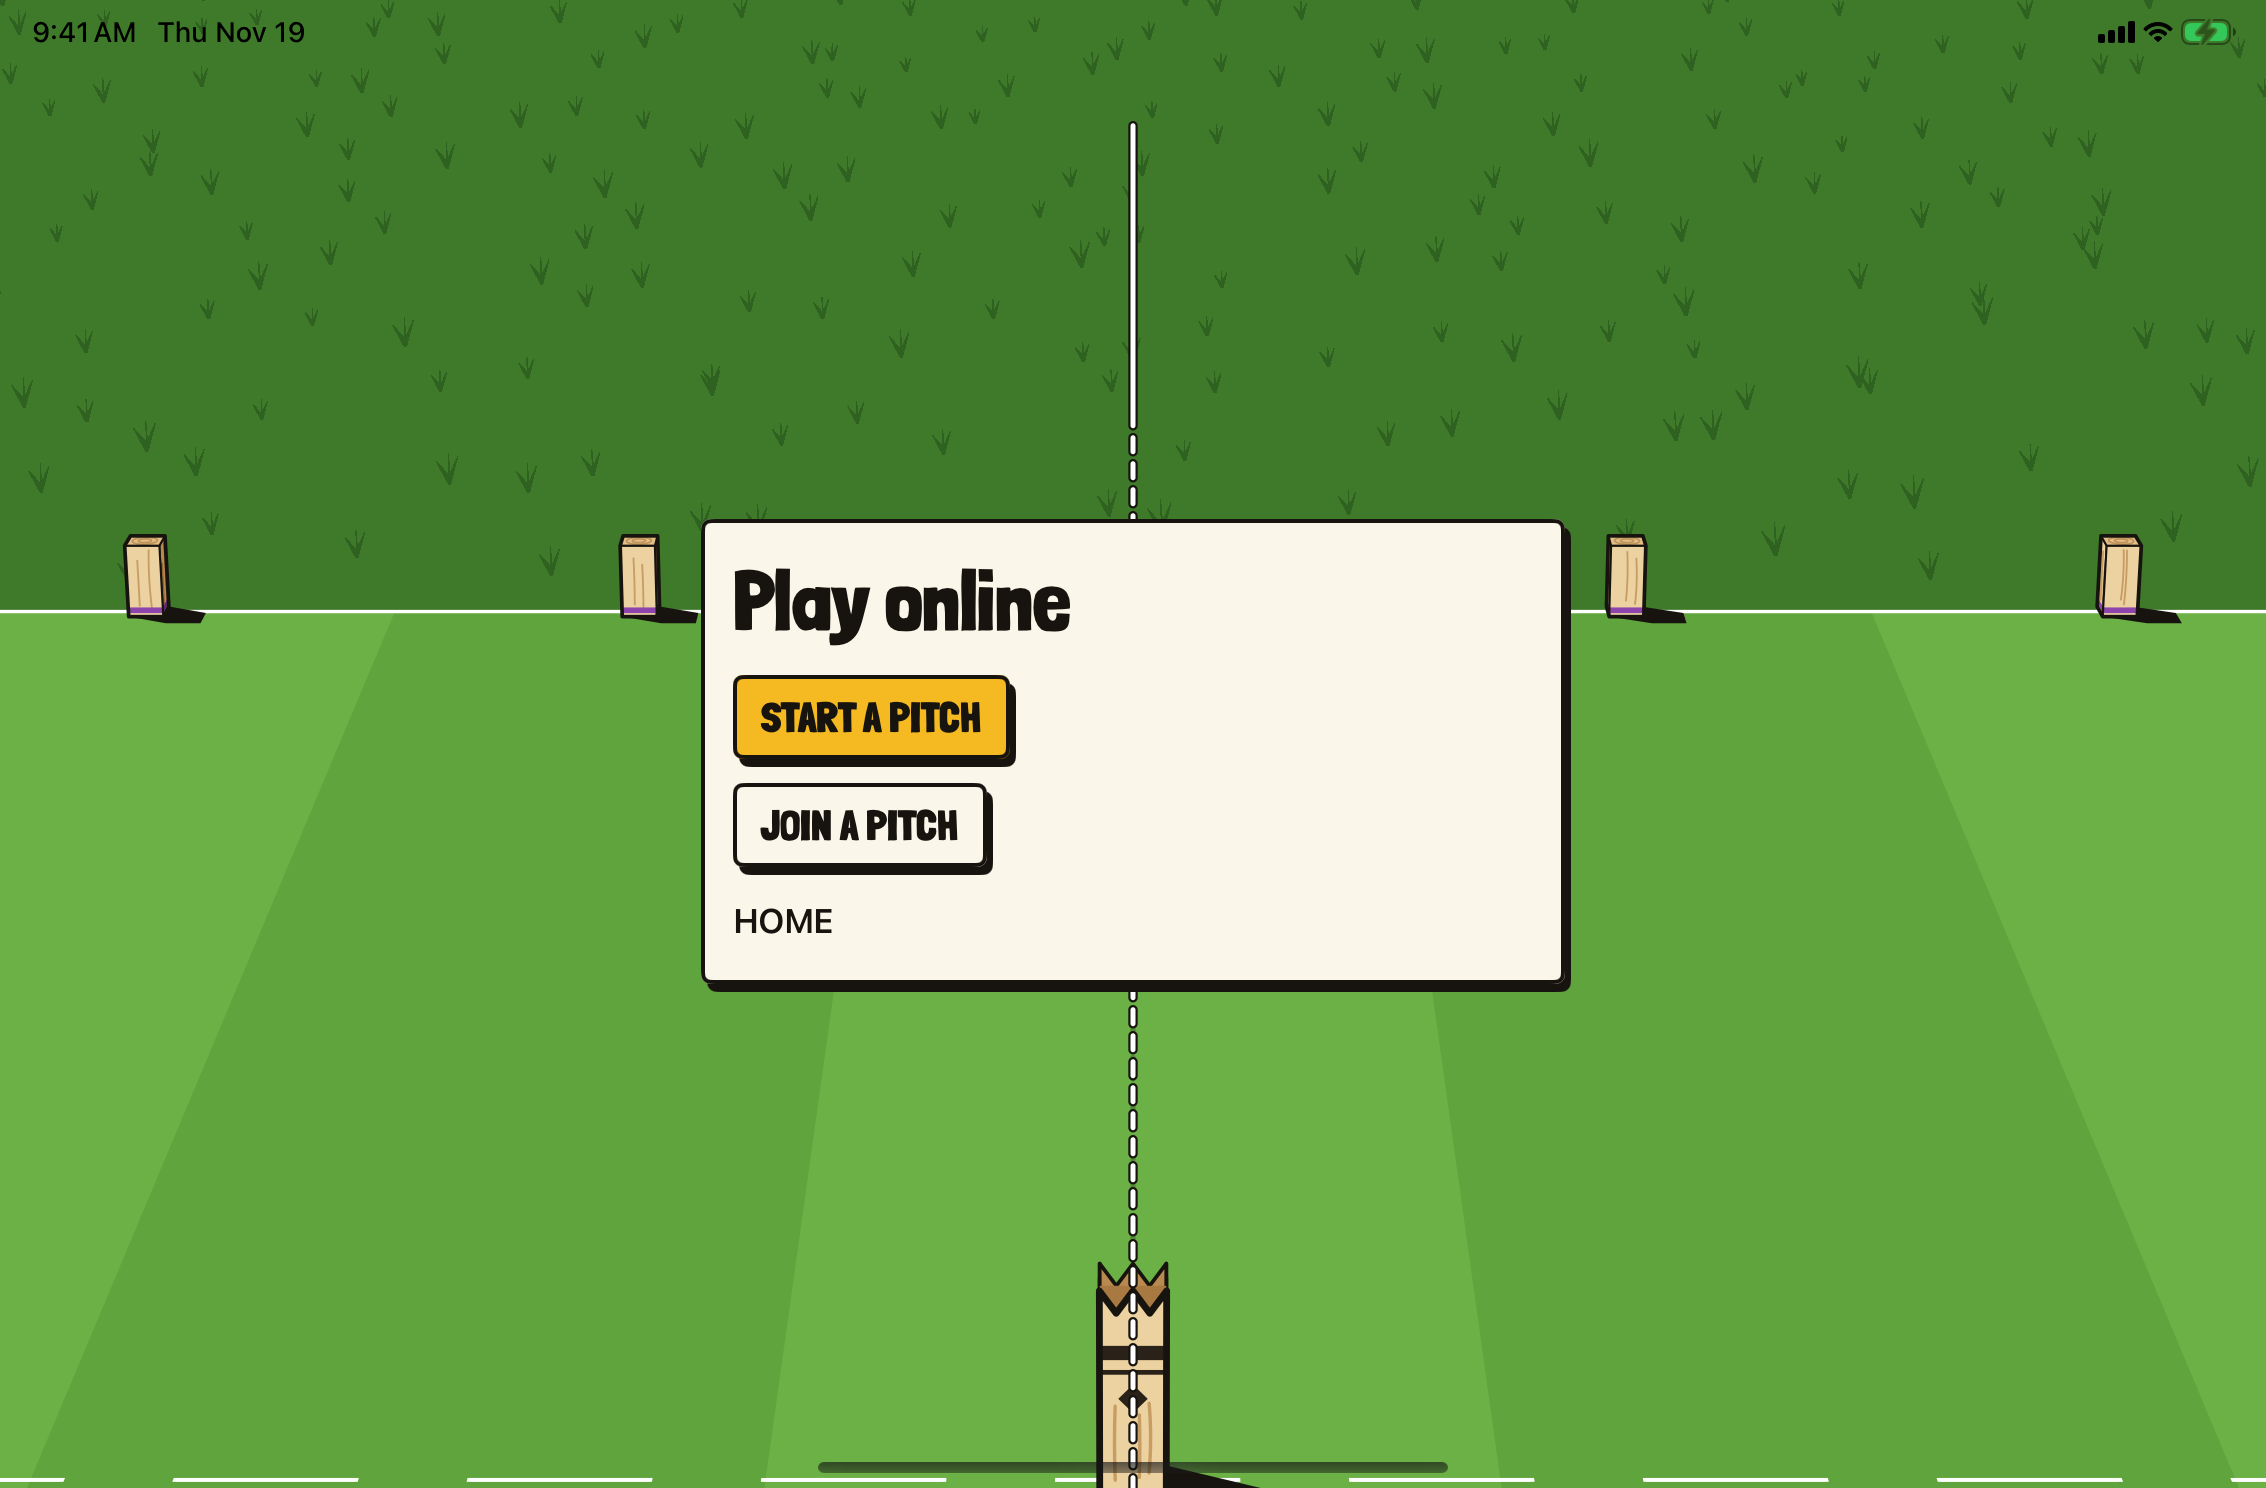 9:41 AM Thu Nov 19
Play online
START A PITCH
JOIN A PITCH
HOME